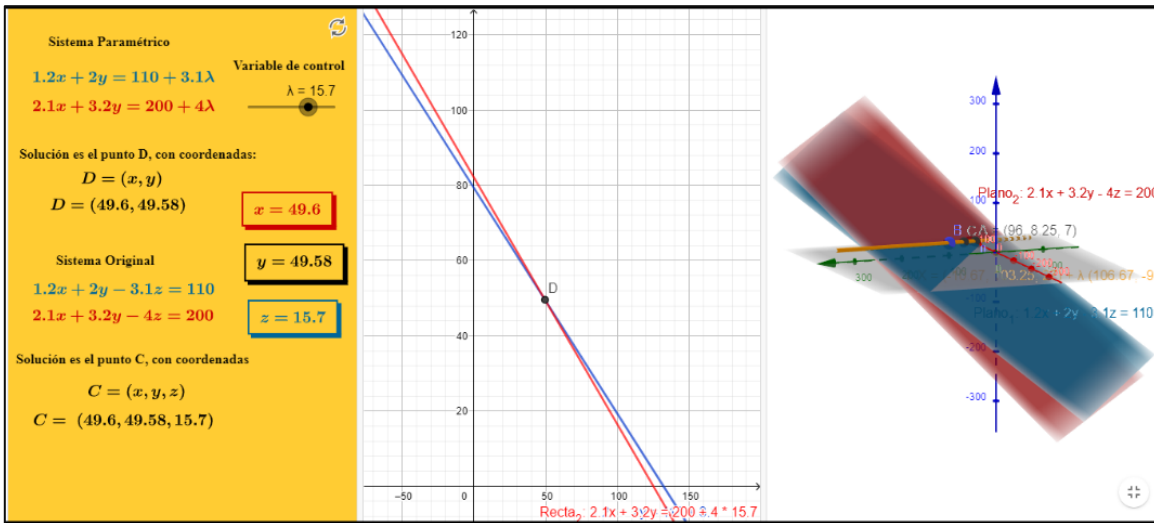 Sistema Paramétrico
1.2x + 2y = 110 + 3.1λ
2.1x + 3.2y = 200 + 4λ
Variable de control
λ = 15.7
Solución es el punto D, con coordenadas:
D = (x, y)
D = (49.6, 49.58)
x = 49.6
Sistema Original
y = 49.58
1.2x + 2y − 3.1z = 110
2.1x + 3.2y − 4z = 200
z = 15.7
Solución es el punto C, con coordenadas
C = (x, y, z)
C = (49.6, 49.58, 15.7)
120
100
80
60
D
40
20
−50
0
50
100
150
Recta₂: 2.1x + 3.2y = 200 + 4 * 15.7
300
200
100
Plano₂: 2.1x + 3.2y - 4z = 200
B C A = (96, 8.25, 7)
300
λ (106.67, -9
-100
1.2x + 2y 1z = 110
-200
-300